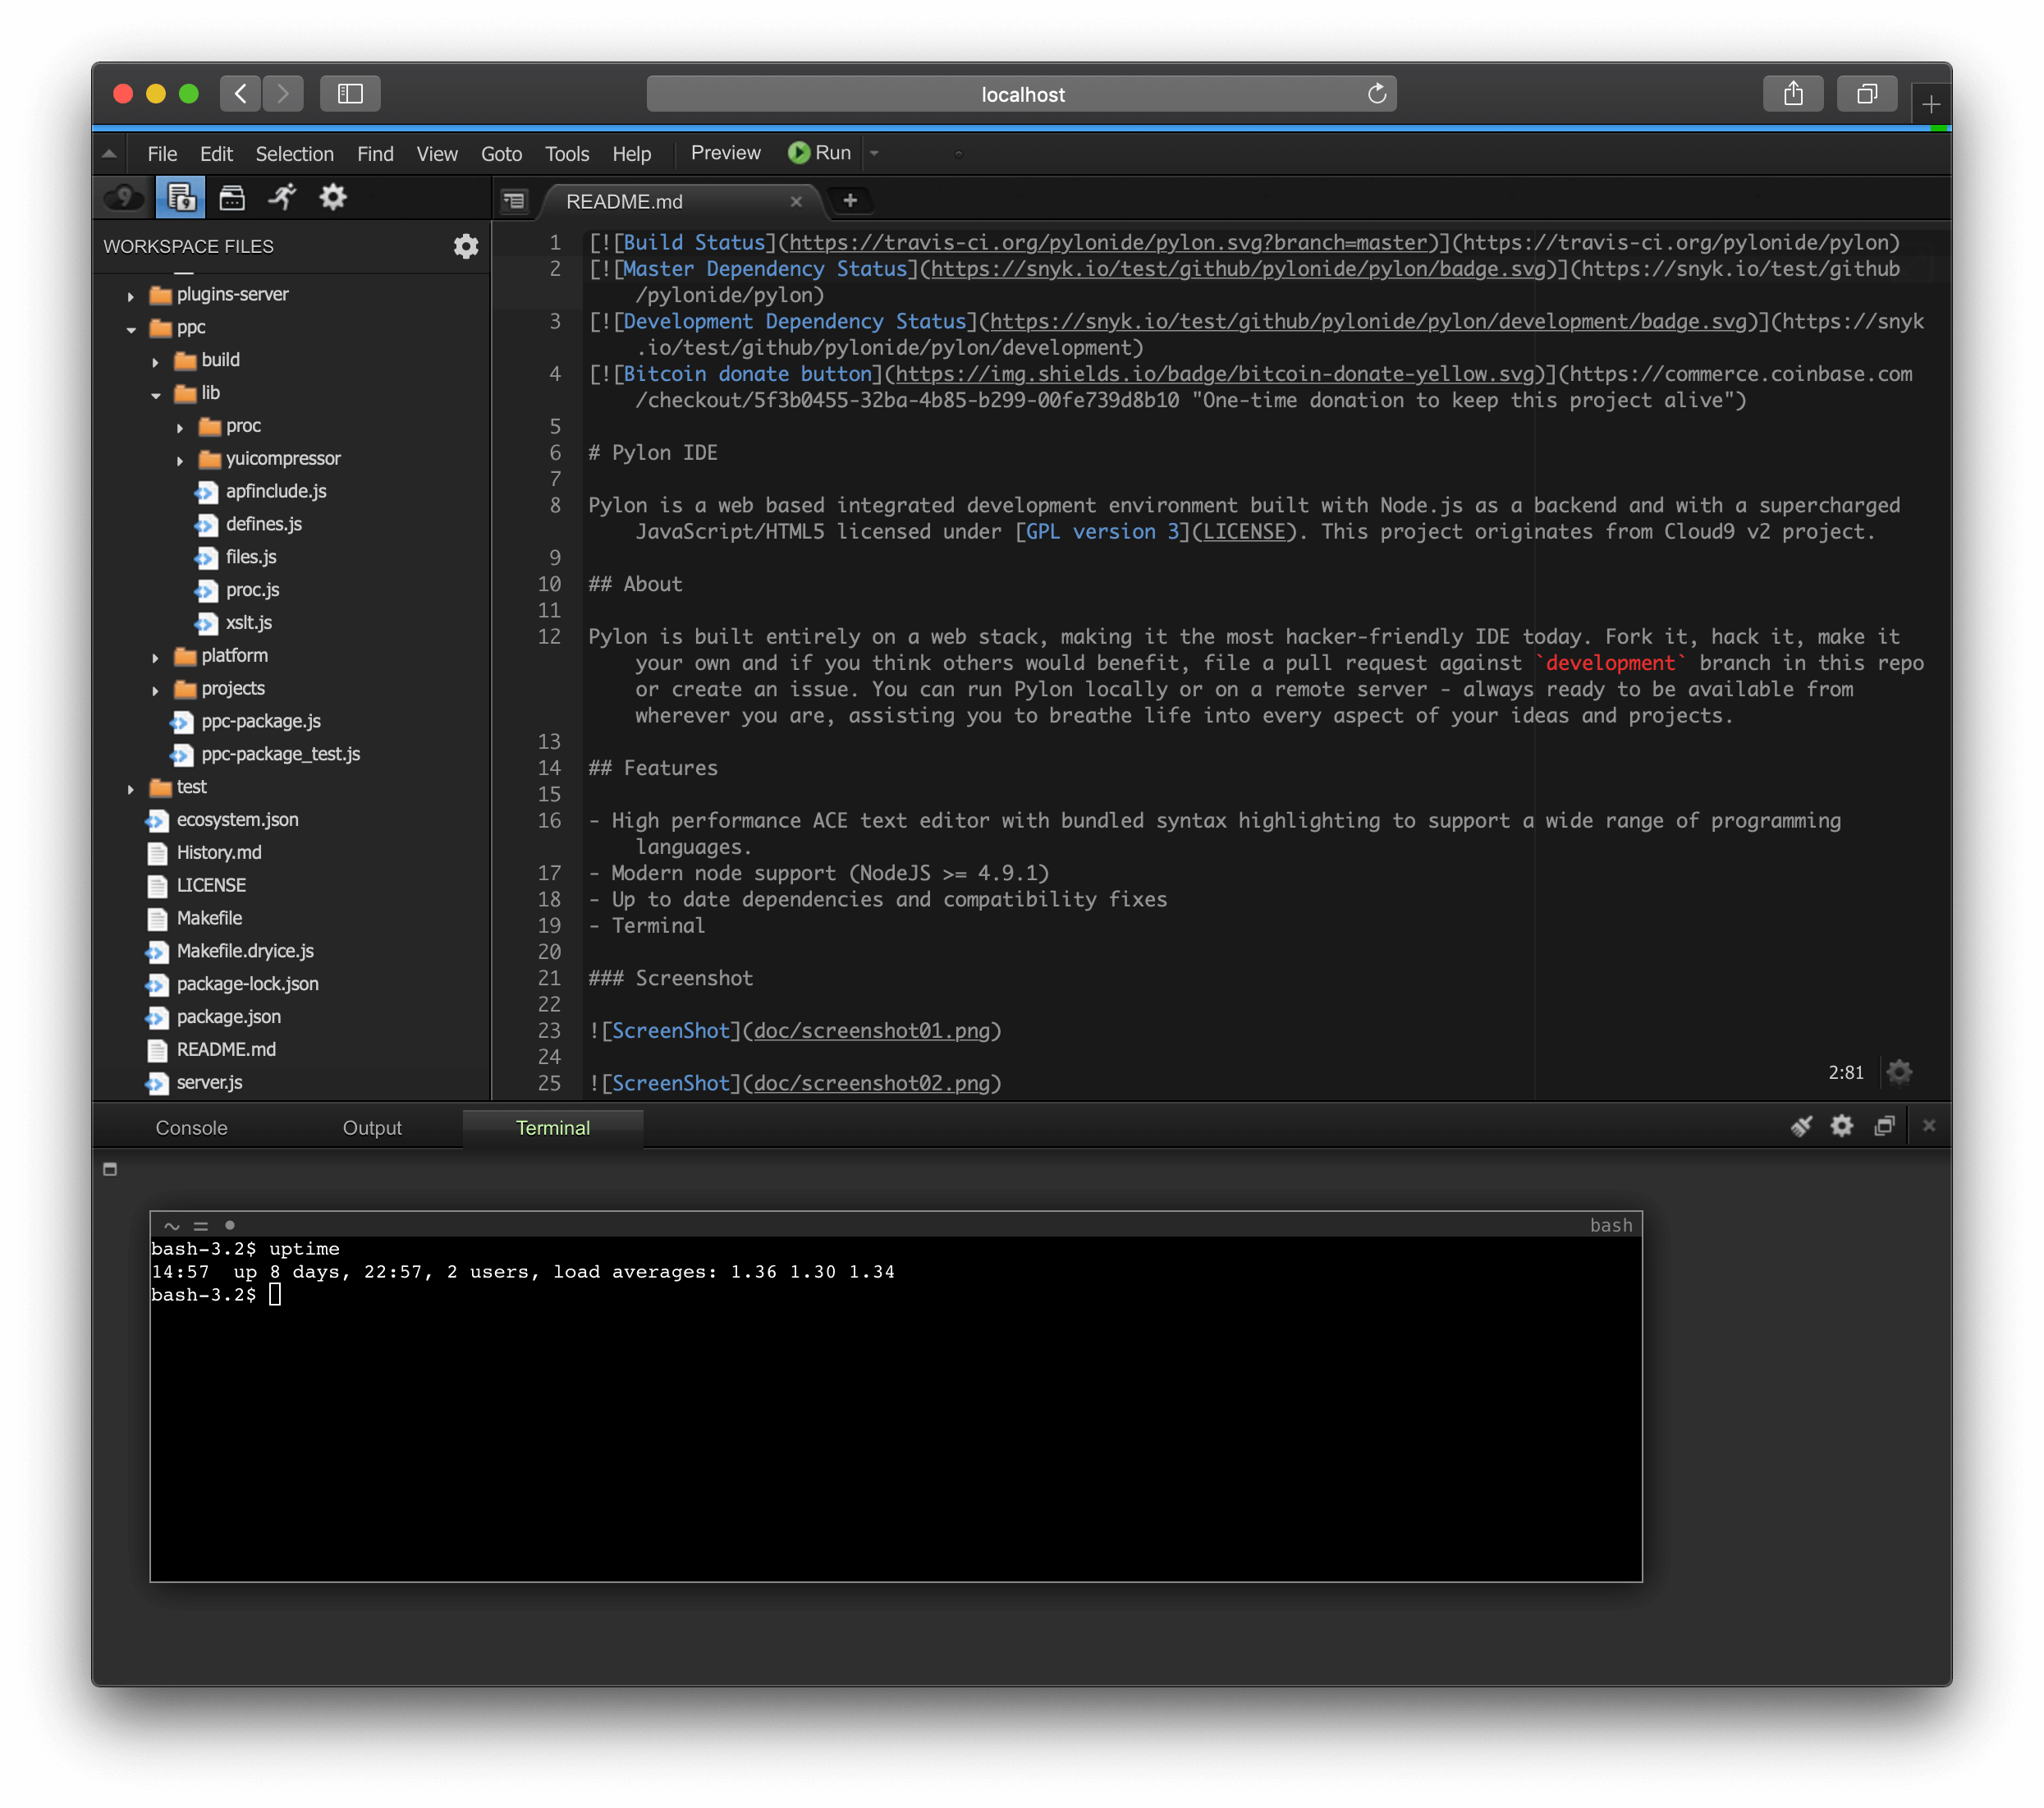 localhost
File Edit Selection Find View Goto Tools Help Preview Run
README.md
WORKSPACE FILES
plugins-server
ppc
build
lib
proc
yuicompressor
apfinclude.js
defines.js
files.js
proc.js
xslt.js
platform
projects
ppc-package.js
ppc-package_test.js
test
ecosystem.json
History.md
LICENSE
Makefile
Makefile.dryice.js
package-lock.json
package.json
README.md
server.js
1 [![Build Status](https://travis-ci.org/pylonide/pylon.svg?branch=master)](https://travis-ci.org/pylonide/pylon)
2 [![Master Dependency Status](https://snyk.io/test/github/pylonide/pylon/badge.svg)](https://snyk.io/test/github
/pylonide/pylon)
3 [![Development Dependency Status](https://snyk.io/test/github/pylonide/pylon/development/badge.svg)](https://snyk
.io/test/github/pylonide/pylon/development)
4 [![Bitcoin donate button](https://img.shields.io/badge/bitcoin-donate-yellow.svg)](https://commerce.coinbase.com
/checkout/5f3b0455-32ba-4b85-b299-00fe739d8b10 "One-time donation to keep this project alive")
5
6 # Pylon IDE
7
8 Pylon is a web based integrated development environment built with Node.js as a backend and with a supercharged
JavaScript/HTML5 licensed under [GPL version 3](LICENSE). This project originates from Cloud9 v2 project.
9
10 ## About
11
12 Pylon is built entirely on a web stack, making it the most hacker-friendly IDE today. Fork it, hack it, make it
your own and if you think others would benefit, file a pull request against `development` branch in this repo
or create an issue. You can run Pylon locally or on a remote server - always ready to be available from
wherever you are, assisting you to breathe life into every aspect of your ideas and projects.
13
14 ## Features
15
16 - High performance ACE text editor with bundled syntax highlighting to support a wide range of programming
languages.
17 - Modern node support (NodeJS >= 4.9.1)
18 - Up to date dependencies and compatibility fixes
19 - Terminal
20
21 ### Screenshot
22
23 ![ScreenShot](doc/screenshot01.png)
24
25 ![ScreenShot](doc/screenshot02.png)
2:81
Console Output Terminal
~ = • bash
bash-3.2$ uptime
14:57  up 8 days, 22:57, 2 users, load averages: 1.36 1.30 1.34
bash-3.2$